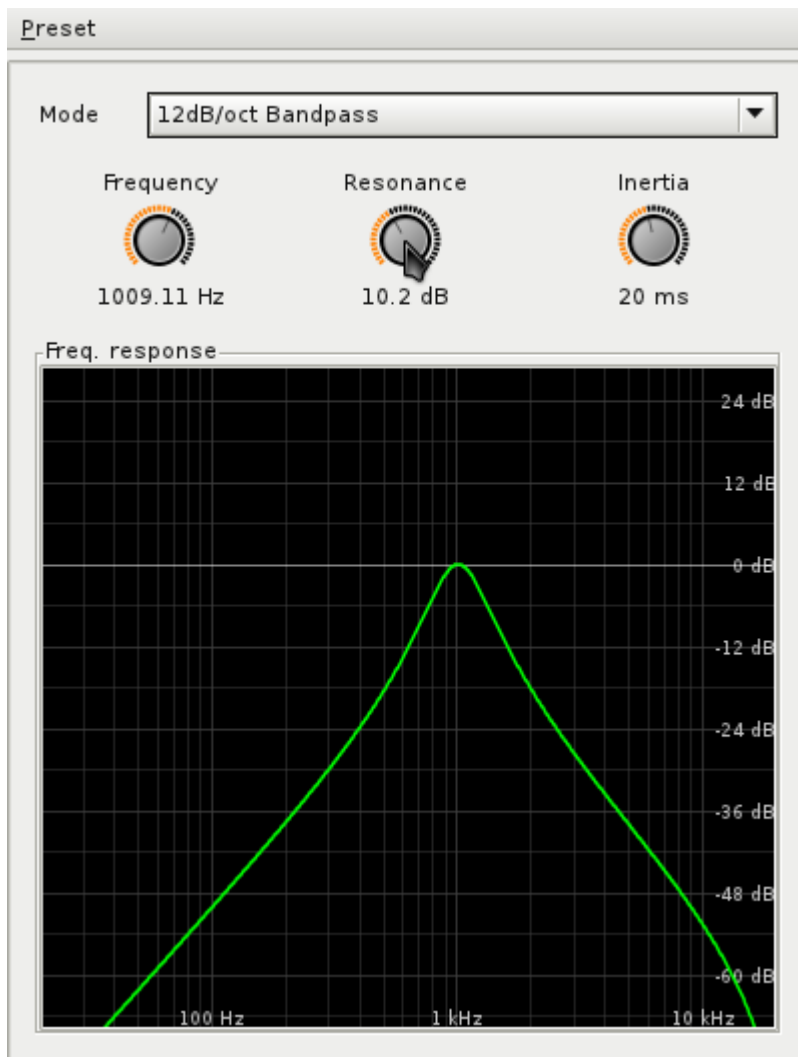 Preset
Mode 12dB/oct Bandpass
Frequency Resonance Inertia
1009.11 Hz 10.2 dB 20 ms
Freq. response
24 dB
12 dB
0 dB
-12 dB
-24 dB
-36 dB
-48 dB
-60 dB
100 Hz 1 kHz 10 kHz